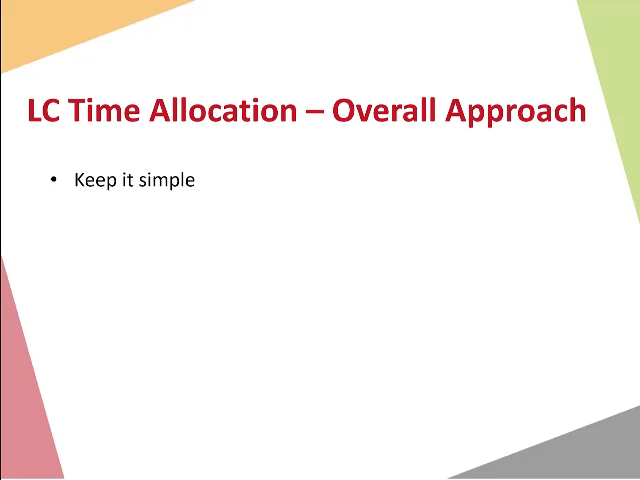 LC Time Allocation – Overall Approach
• Keep it simple